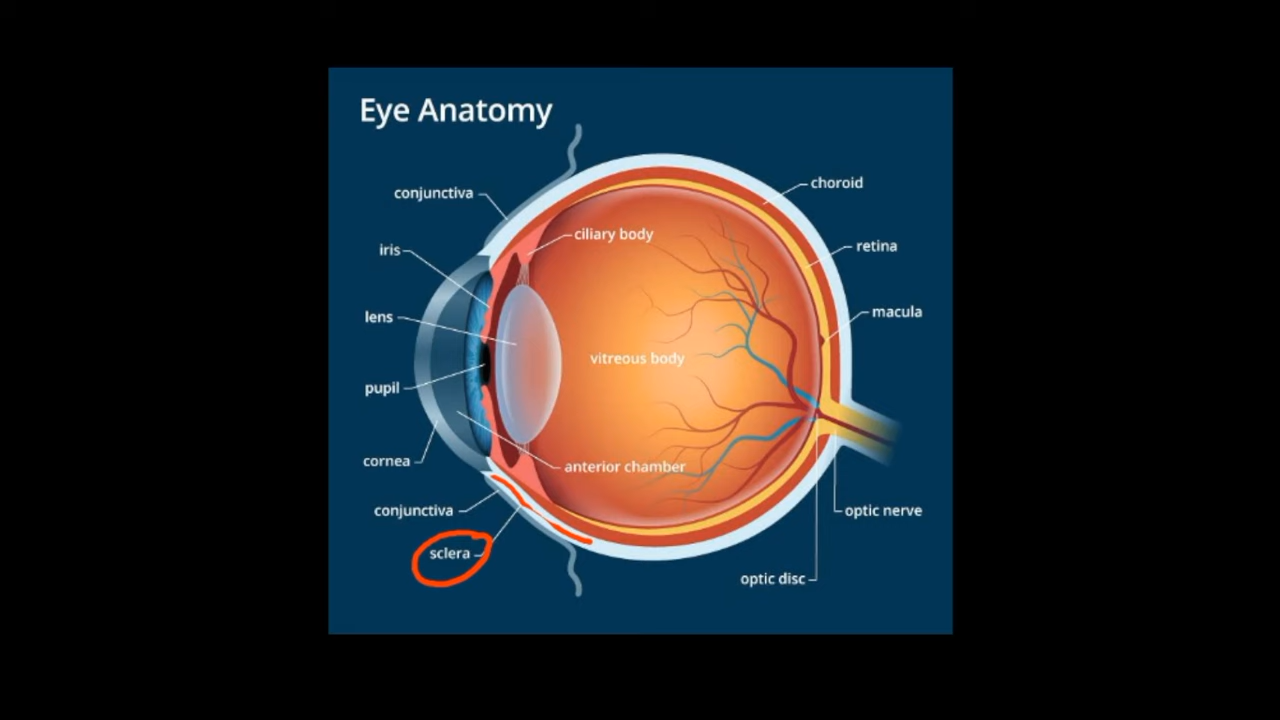 Eye Anatomy
conjunctiva
choroid
ciliary body
iris
retina
lens
macula
vitreous body
pupil
cornea
anterior chamber
conjunctiva
optic nerve
sclera
optic disc